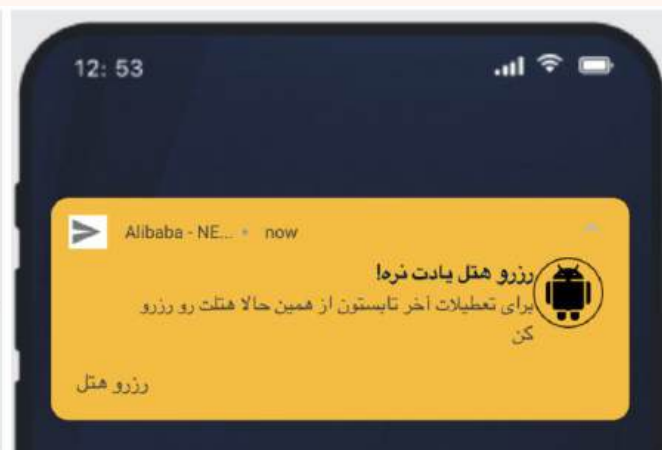 12: 53
Alibaba - NE... • now
رزرو هتل یادت نره!
برای تعطیلات آخر تابستون از همین حالا هتلت رو رزرو
کن
رزرو هتل